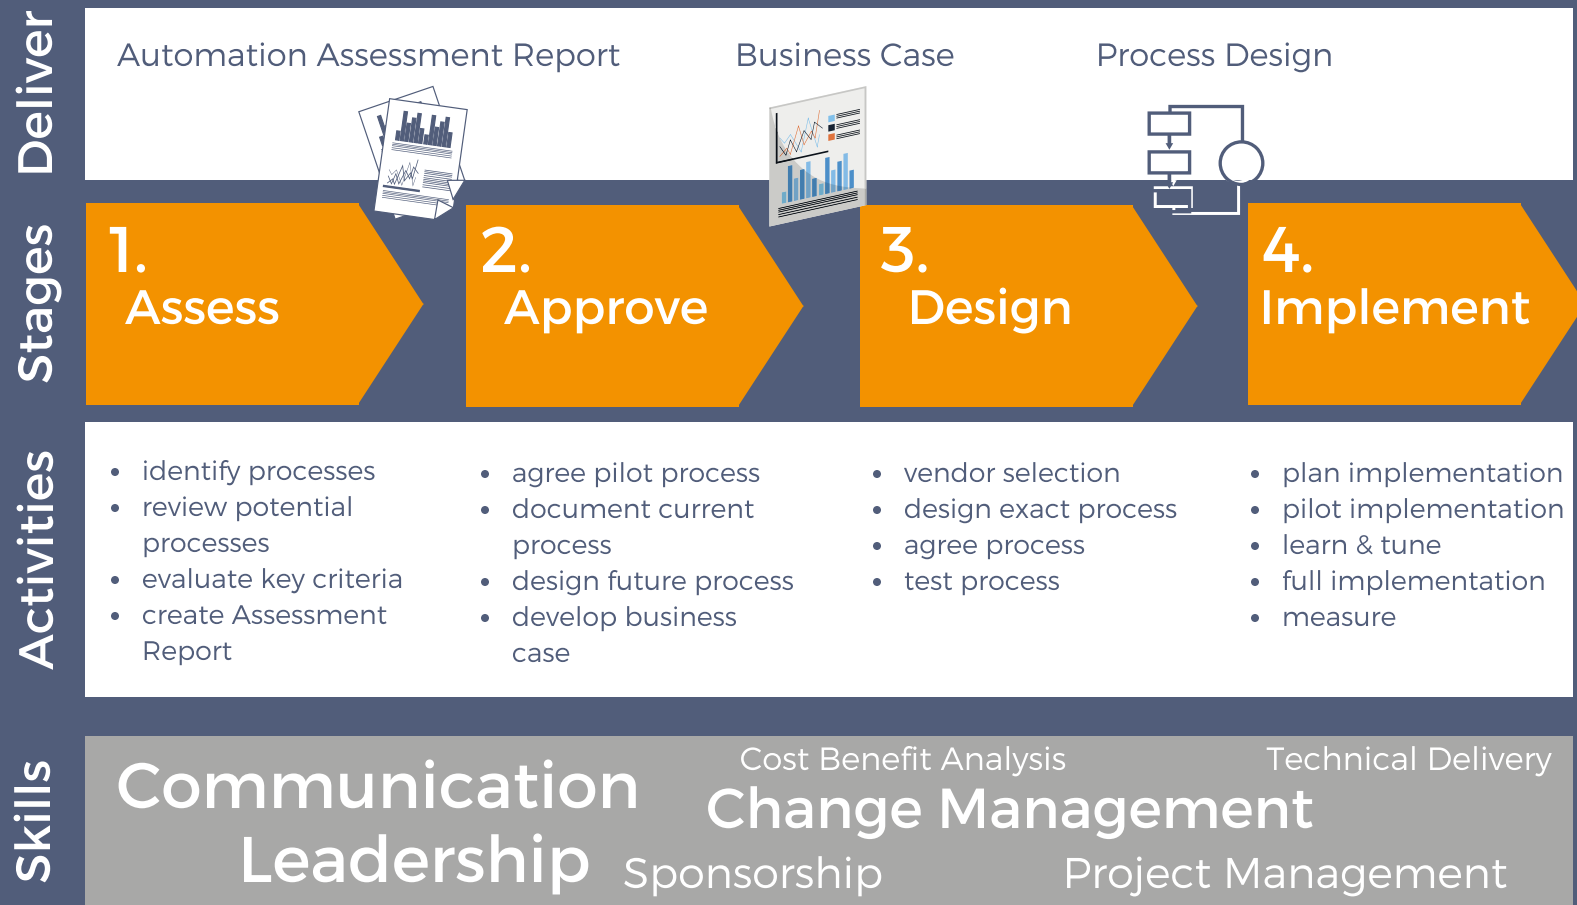 Deliver
Automation Assessment Report
Business Case
Process Design
Stages
1.
Assess
2.
Approve
3.
Design
4.
Implement
Activities
• identify processes
• review potential
processes
• evaluate key criteria
• create Assessment
Report
• agree pilot process
• document current
process
• design future process
• develop business
case
• vendor selection
• design exact process
• agree process
• test process
• plan implementation
• pilot implementation
• learn & tune
• full implementation
• measure
Skills
Communication
Leadership
Cost Benefit Analysis
Technical Delivery
Change Management
Sponsorship
Project Management